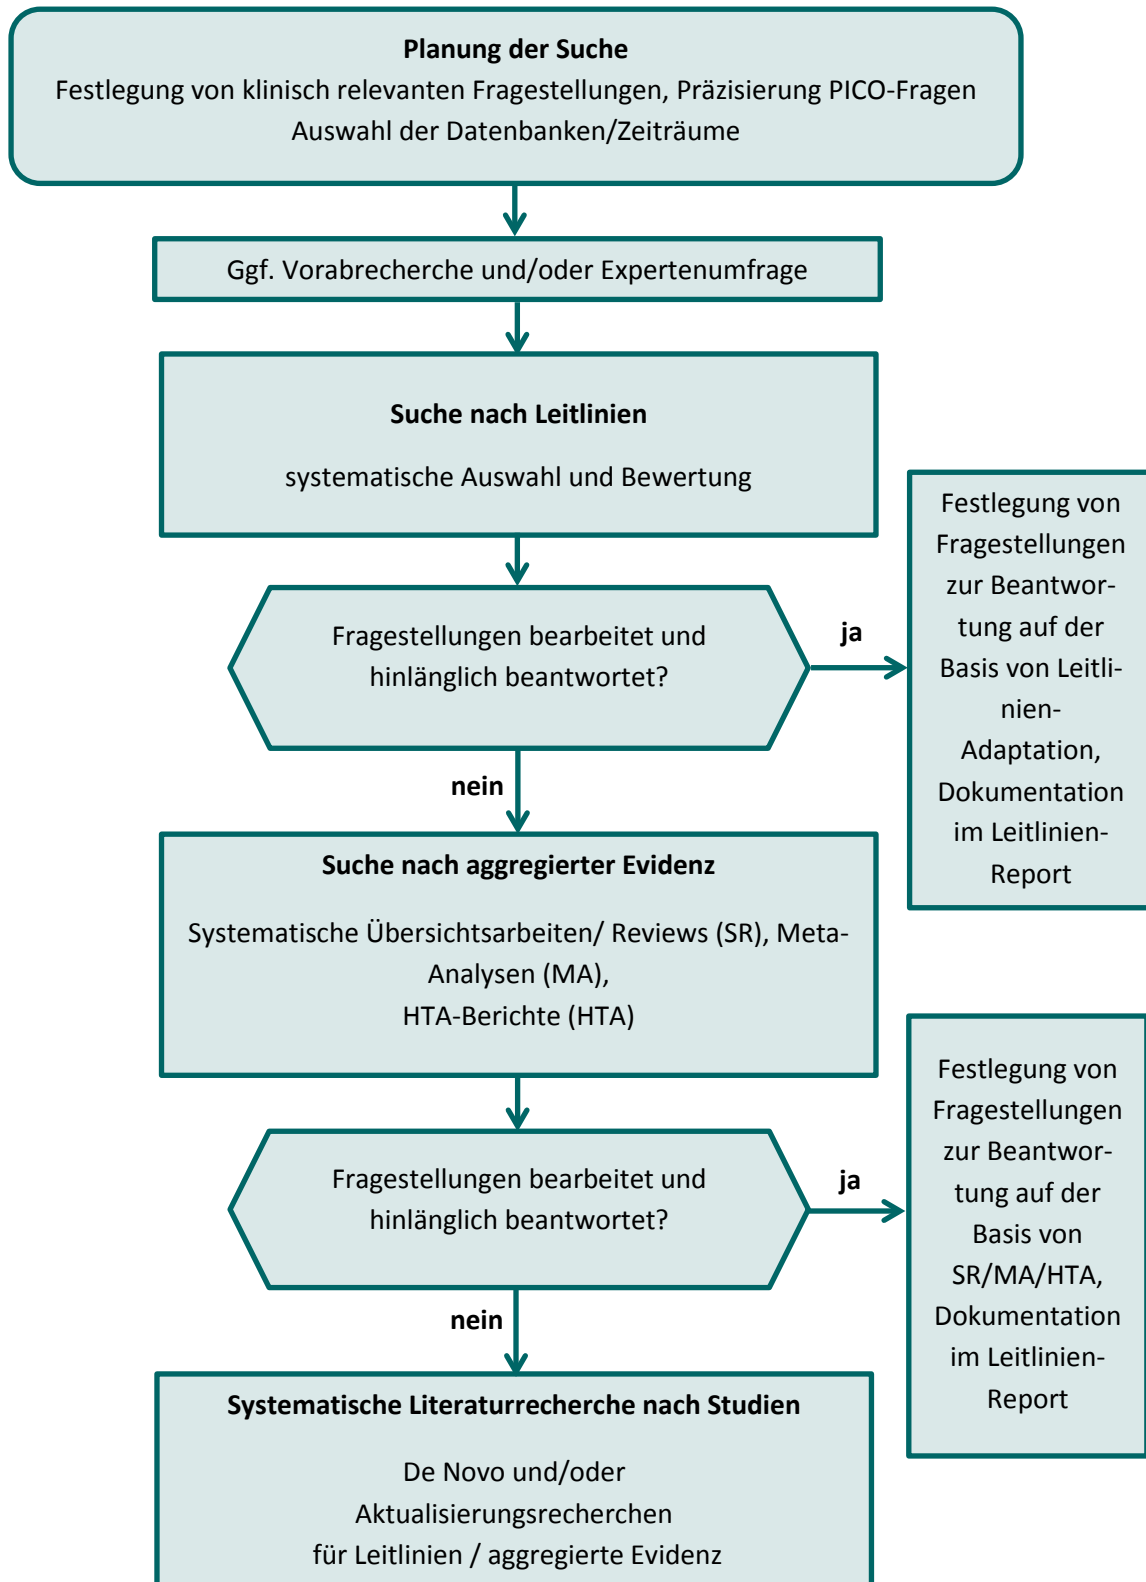 Planung der Suche
Festlegung von klinisch relevanten Fragestellungen, Präzisierung PICO-Fragen
Auswahl der Datenbanken/Zeiträume
Ggf. Vorabrecherche und/oder Expertenumfrage
Suche nach Leitlinien
systematische Auswahl und Bewertung
Fragestellungen bearbeitet und
hinlänglich beantwortet?
ja
Festlegung von
Fragestellungen
zur Beantwor-
tung auf der
Basis von Leitli-
nien-
Adaptation,
Dokumentation
im Leitlinien-
Report
nein
Suche nach aggregierter Evidenz
Systematische Übersichtsarbeiten/ Reviews (SR), Meta-
Analysen (MA),
HTA-Berichte (HTA)
Fragestellungen bearbeitet und
hinlänglich beantwortet?
ja
Festlegung von
Fragestellungen
zur Beantwor-
tung auf der
Basis von
SR/MA/HTA,
Dokumentation
im Leitlinien-
Report
nein
Systematische Literaturrecherche nach Studien
De Novo und/oder
Aktualisierungsrecherchen
für Leitlinien / aggregierte Evidenz